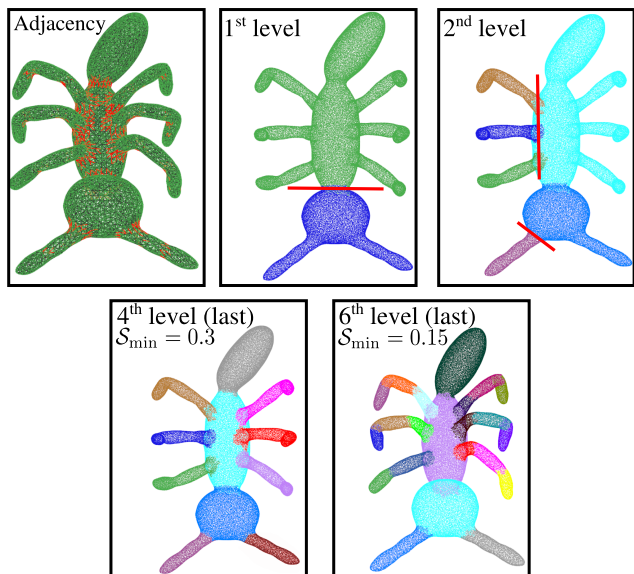 Adjacency
1st level
2nd level
4th level (last)
𝒮min = 0.3
6th level (last)
𝒮min = 0.15